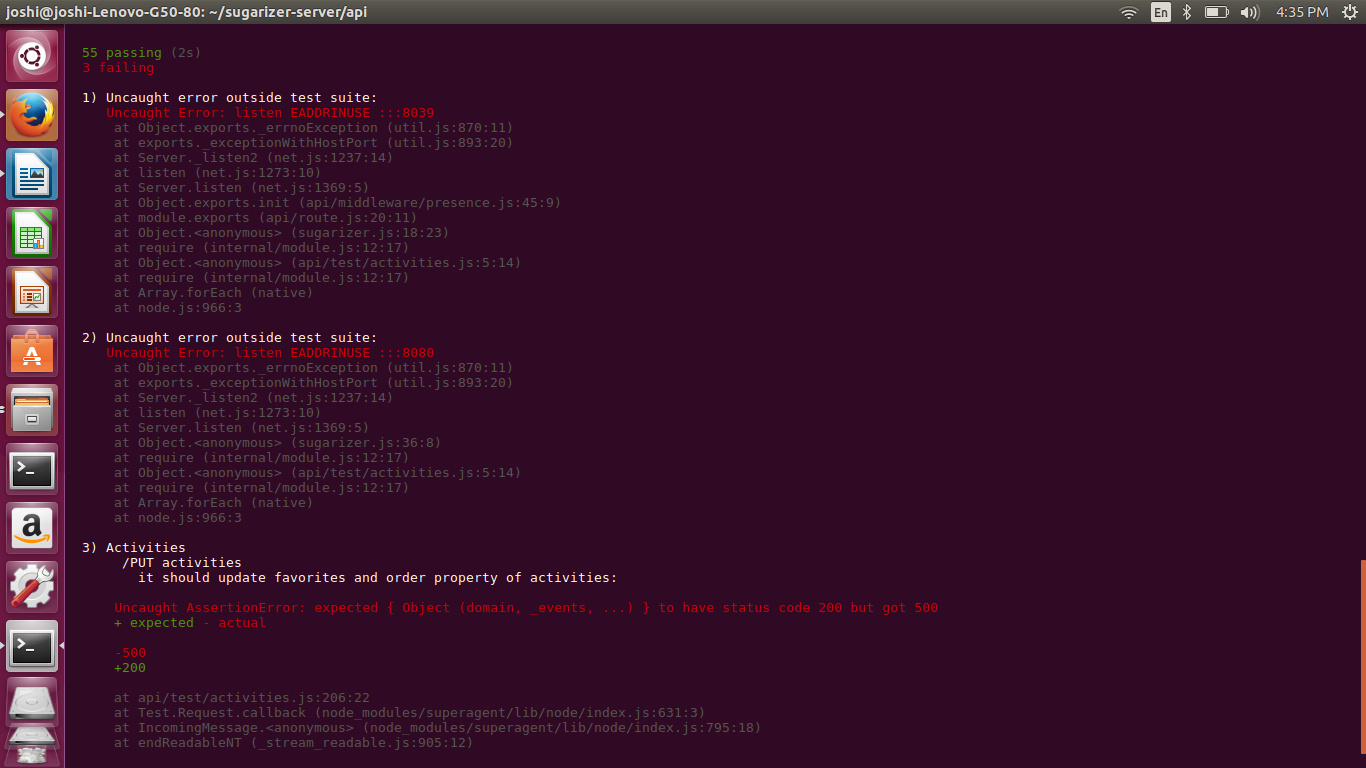 joshi@joshi-Lenovo-G50-80: ~/sugarizer-server/api
En
4:35 PM
55 passing (2s)
3 failing
1) Uncaught error outside test suite:
Uncaught Error: listen EADDRINUSE :::8039
at Object.exports._errnoException (util.js:870:11)
at exports._exceptionWithHostPort (util.js:893:20)
at Server._listen2 (net.js:1237:14)
at listen (net.js:1273:10)
at Server.listen (net.js:1369:5)
at Object.exports.init (api/middleware/presence.js:45:9)
at module.exports (api/route.js:20:11)
at Object.<anonymous> (sugarizer.js:18:23)
at require (internal/module.js:12:17)
at Object.<anonymous> (api/test/activities.js:5:14)
at require (internal/module.js:12:17)
at Array.forEach (native)
at node.js:966:3
2) Uncaught error outside test suite:
Uncaught Error: listen EADDRINUSE :::8080
at Object.exports._errnoException (util.js:870:11)
at exports._exceptionWithHostPort (util.js:893:20)
at Server._listen2 (net.js:1237:14)
at listen (net.js:1273:10)
at Server.listen (net.js:1369:5)
at Object.<anonymous> (sugarizer.js:36:8)
at require (internal/module.js:12:17)
at Object.<anonymous> (api/test/activities.js:5:14)
at require (internal/module.js:12:17)
at Array.forEach (native)
at node.js:966:3
3) Activities
/PUT activities
it should update favorites and order property of activities:
Uncaught AssertionError: expected { Object (domain, _events, ...) } to have status code 200 but got 500
+ expected - actual
-500
+200
at api/test/activities.js:206:22
at Test.Request.callback (node_modules/superagent/lib/node/index.js:631:3)
at IncomingMessage.<anonymous> (node_modules/superagent/lib/node/index.js:795:18)
at endReadableNT (_stream_readable.js:905:12)